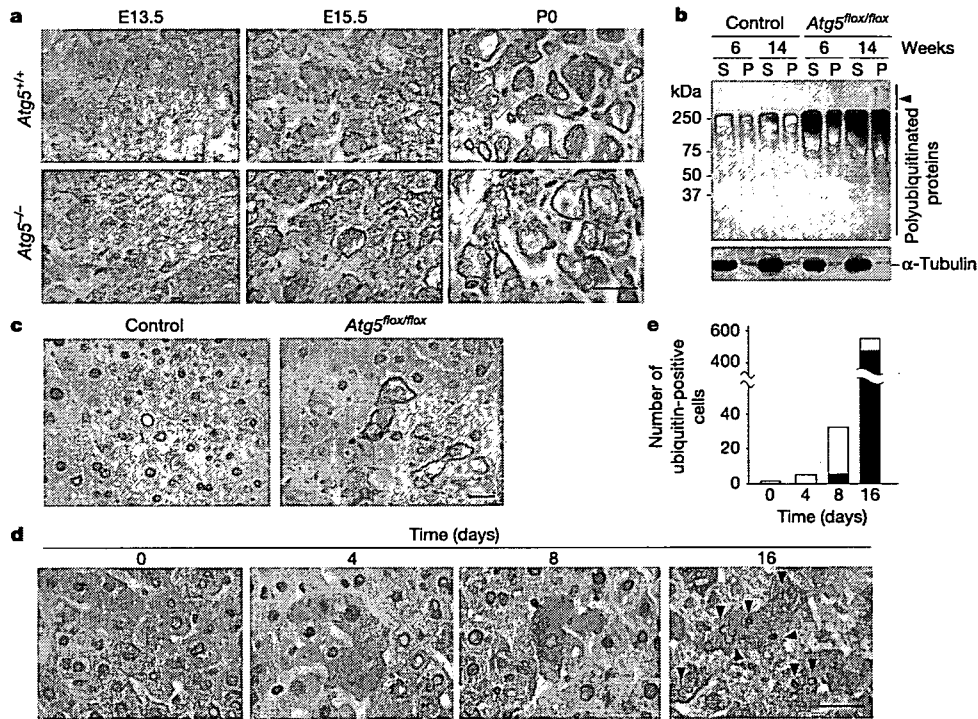 a
E13.5 E15.5 P0
Atg5+/+
Atg5−/−
b
Control Atg5flox/flox
6 14 6 14 Weeks
S P S P S P S P
kDa
250
75
50
37
Polyubiquitinated
proteins
α-Tubulin
c
Control Atg5flox/flox
e
Number of
ubiquitin-positive
cells
600
400
40
20
0
0 4 8 16
Time (days)
d
Time (days)
0 4 8 16